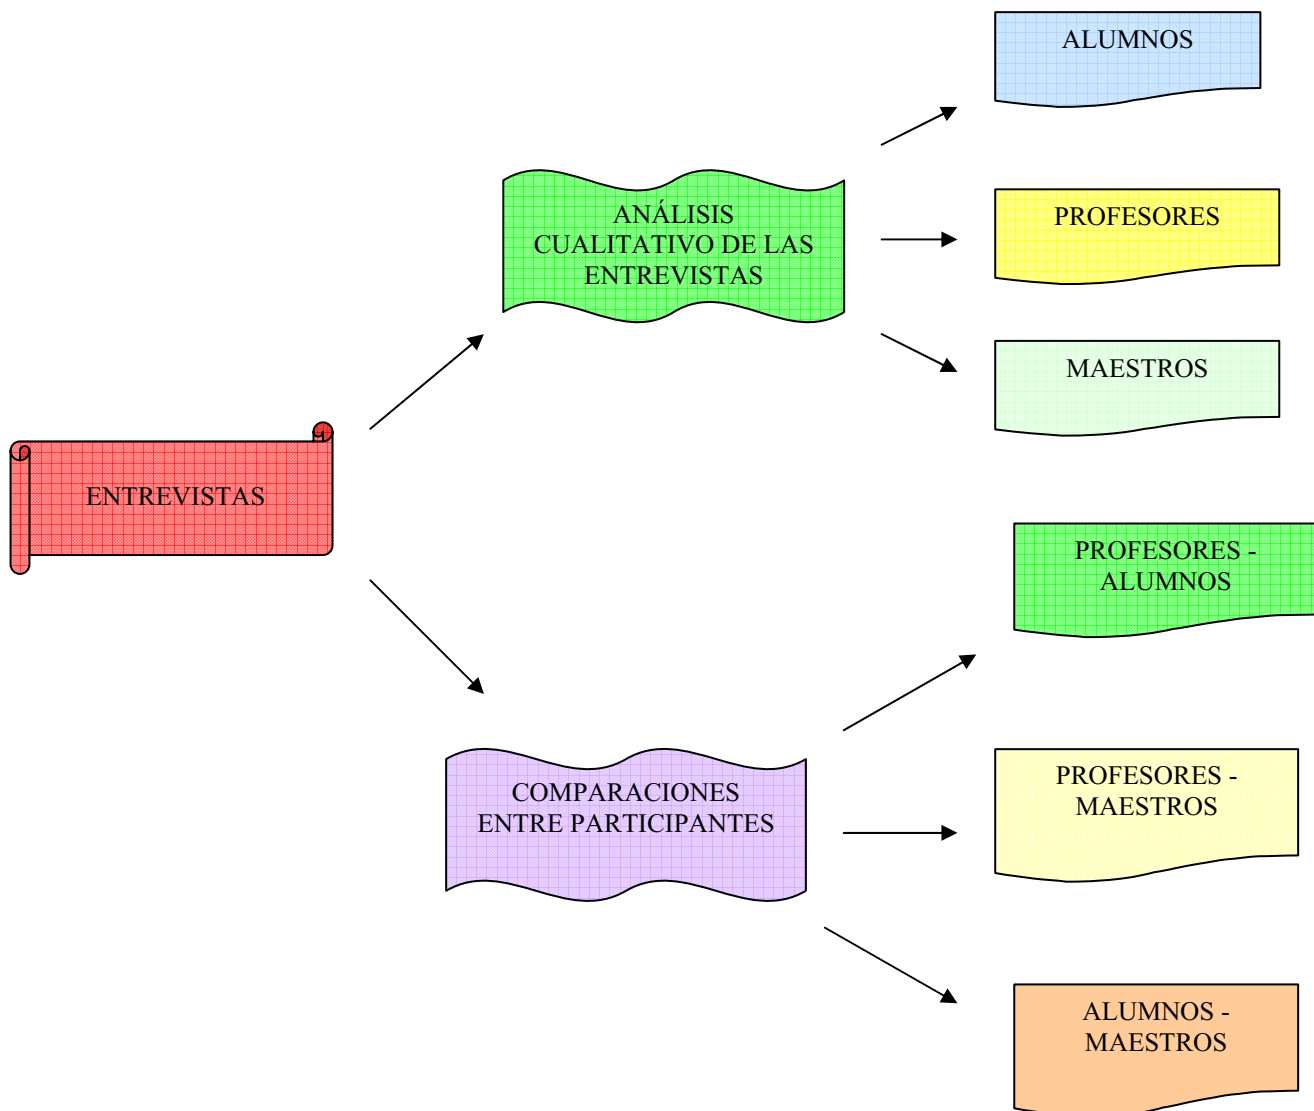 ALUMNOS
ANÁLISIS
CUALITATIVO DE LAS
ENTREVISTAS
PROFESORES
MAESTROS
ENTREVISTAS
PROFESORES -
ALUMNOS
COMPARACIONES
ENTRE PARTICIPANTES
PROFESORES -
MAESTROS
ALUMNOS -
MAESTROS